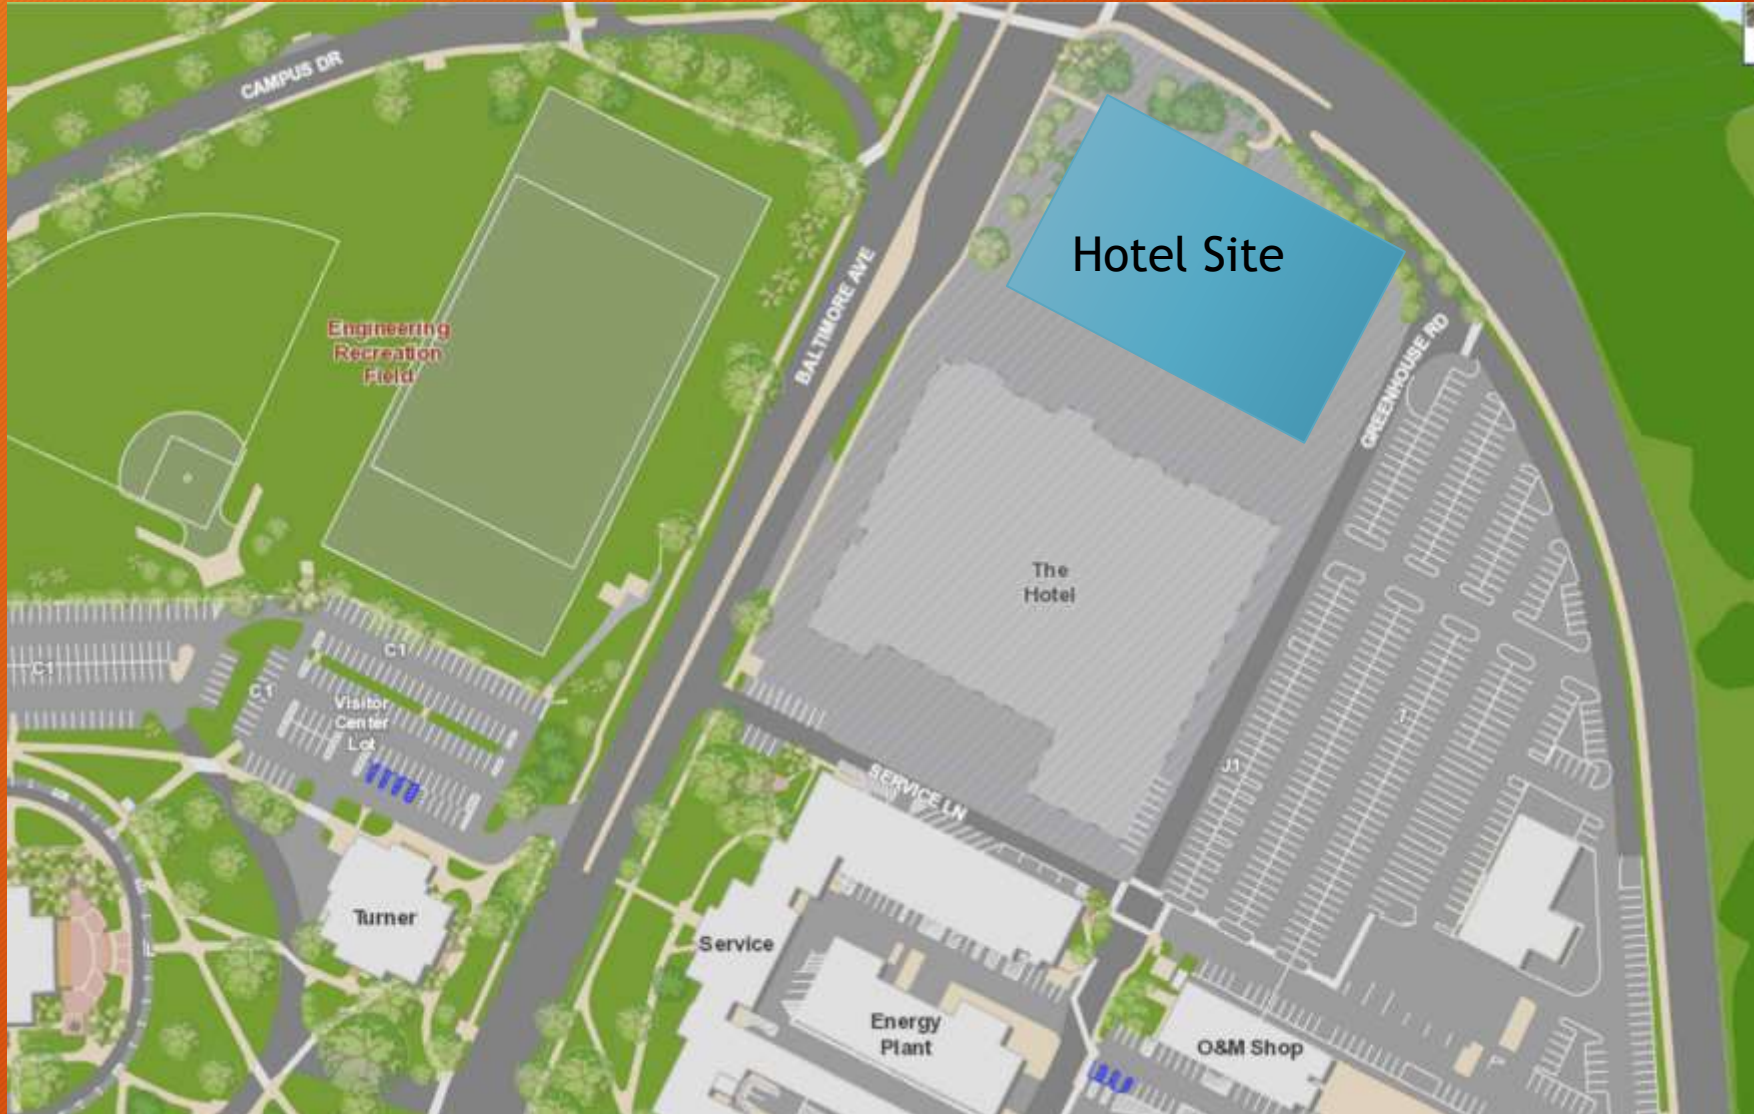 CAMPUS DR
Hotel Site
BALTIMORE AVE
Engineering
Recreation
Field
GREENHOUSE RD
The
Hotel
C1
C1
C1
Visitor
Center
Lot
7
J1
SERVICE LN
Turner
Service
Energy
Plant
O&M Shop